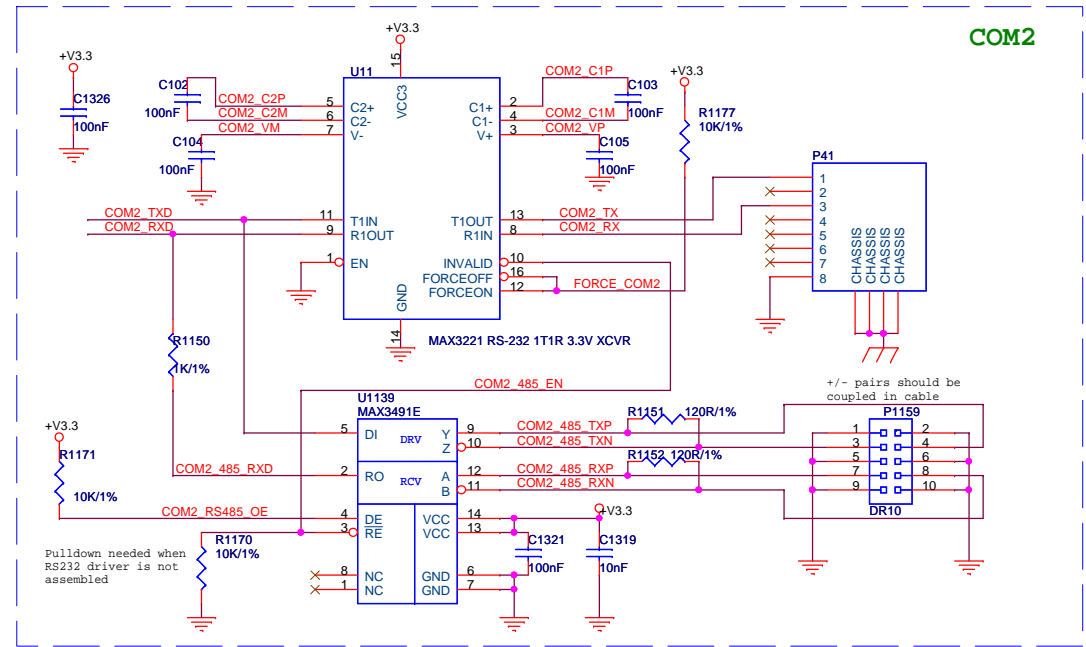 COM2
+V3.3
+V3.3
+V3.3
C1326
100nF
C102
100nF
C104
100nF
COM2_C2P
COM2_C2M
COM2_VM
U11
15
VCC3
5
6
7
C2+
C2-
V-
C1+
C1-
V+
2
4
3
COM2_C1P
COM2_C1M
COM2_VP
C103
100nF
C105
100nF
R1177
10K/1%
COM2_TXD
COM2_RXD
11
9
T1IN
R1OUT
T1OUT
R1IN
13
8
COM2_TX
COM2_RX
1
EN
INVALID
FORCEOFF
FORCEON
10
16
12
FORCE_COM2
GND
14
MAX3221 RS-232 1T1R 3.3V XCVR
P41
1
2
3
4
5
6
7
8
CHASSIS
CHASSIS
CHASSIS
CHASSIS
R1150
1K/1%
COM2_485_EN
U1139
MAX3491E
5
DI
DRV
Y
Z
9
10
COM2_485_TXP
COM2_485_TXN
R1151
120R/1%
COM2_485_RXD
2
RO
RCV
A
B
12
11
COM2_485_RXP
COM2_485_RXN
R1152
120R/1%
+/- pairs should be
coupled in cable
P1159
1
2
3
4
5
6
7
8
9
10
DR10
+V3.3
R1171
10K/1%
COM2_RS485_OE
4
3
DE
RE
VCC
VCC
14
13
8
1
NC
NC
GND
GND
6
7
C1321
100nF
+V3.3
C1319
10nF
R1170
10K/1%
Pulldown needed when
RS232 driver is not
assembled